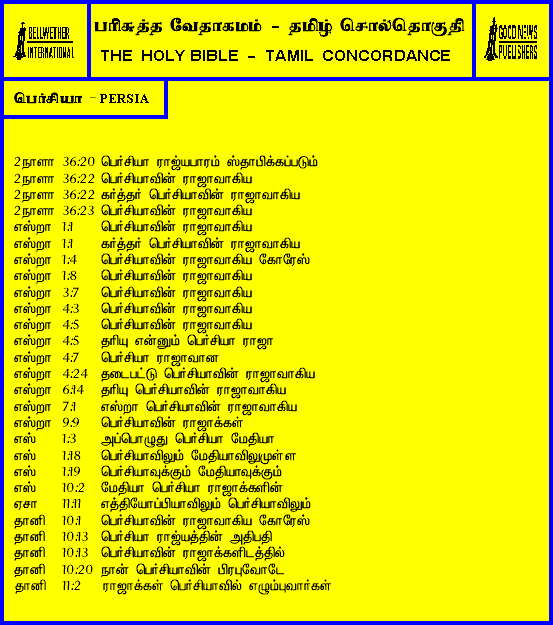 BELLWETHER
INTERNATIONAL
பரிசுத்த வேதாகமம் - தமிழ் சொல்தொகுதி
THE HOLY BIBLE - TAMIL CONCORDANCE
GOOD NEWS
PUBLISHERS
பெர்சியா - PERSIA
2நாளா 36:20 பெர்சியா ராஜ்யபாரம் ஸ்தாபிக்கப்படும்
2நாளா 36:22 பெர்சியாவின் ராஜாவாகிய
2நாளா 36:22 கர்த்தர் பெர்சியாவின் ராஜாவாகிய
2நாளா 36:23 பெர்சியாவின் ராஜாவாகிய
எஸ்றா 1:1 பெர்சியாவின் ராஜாவாகிய
எஸ்றா 1:1 கர்த்தர் பெர்சியாவின் ராஜாவாகிய
எஸ்றா 1:4 பெர்சியாவின் ராஜாவாகிய கோரேஸ்
எஸ்றா 1:8 பெர்சியாவின் ராஜாவாகிய
எஸ்றா 3:7 பெர்சியாவின் ராஜாவாகிய
எஸ்றா 4:3 பெர்சியாவின் ராஜாவாகிய
எஸ்றா 4:5 பெர்சியாவின் ராஜாவாகிய
எஸ்றா 4:5 தரியு என்னும் பெர்சியா ராஜா
எஸ்றா 4:7 பெர்சியா ராஜாவான
எஸ்றா 4:24 தடைபட்டு பெர்சியாவின் ராஜாவாகிய
எஸ்றா 6:14 தரியு பெர்சியாவின் ராஜாவாகிய
எஸ்றா 7:1 எஸ்றா பெர்சியாவின் ராஜாவாகிய
எஸ்றா 9:9 பெர்சியாவின் ராஜாக்கள்
எஸ் 1:3 அப்பொழுது பெர்சியா மேதியா
எஸ் 1:18 பெர்சியாவிலும் மேதியாவிலுமுள்ள
எஸ் 1:19 பெர்சியாவுக்கும் மேதியாவுக்கும்
எஸ் 10:2 மேதியா பெர்சியா ராஜாக்களின்
ஏசா 11:11 எத்தியோப்பியாவிலும் பெர்சியாவிலும்
தானி 10:1 பெர்சியாவின் ராஜாவாகிய கோரேஸ்
தானி 10:13 பெர்சியா ராஜ்யத்தின் அதிபதி
தானி 10:13 பெர்சியாவின் ராஜாக்களிடத்தில்
தானி 10:20 நான் பெர்சியாவின் பிரபுவோடே
தானி 11:2 ராஜாக்கள் பெர்சியாவில் எழும்புவார்கள்